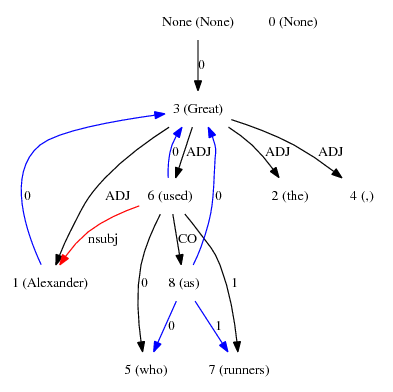 None (None) 0 (None)
0
3 (Great)
0 ADJ ADJ ADJ
0 ADJ 6 (used) 0 2 (the) 4 (,)
nsubj CO
1 (Alexander) 0 8 (as) 1
0 1
5 (who) 7 (runners)